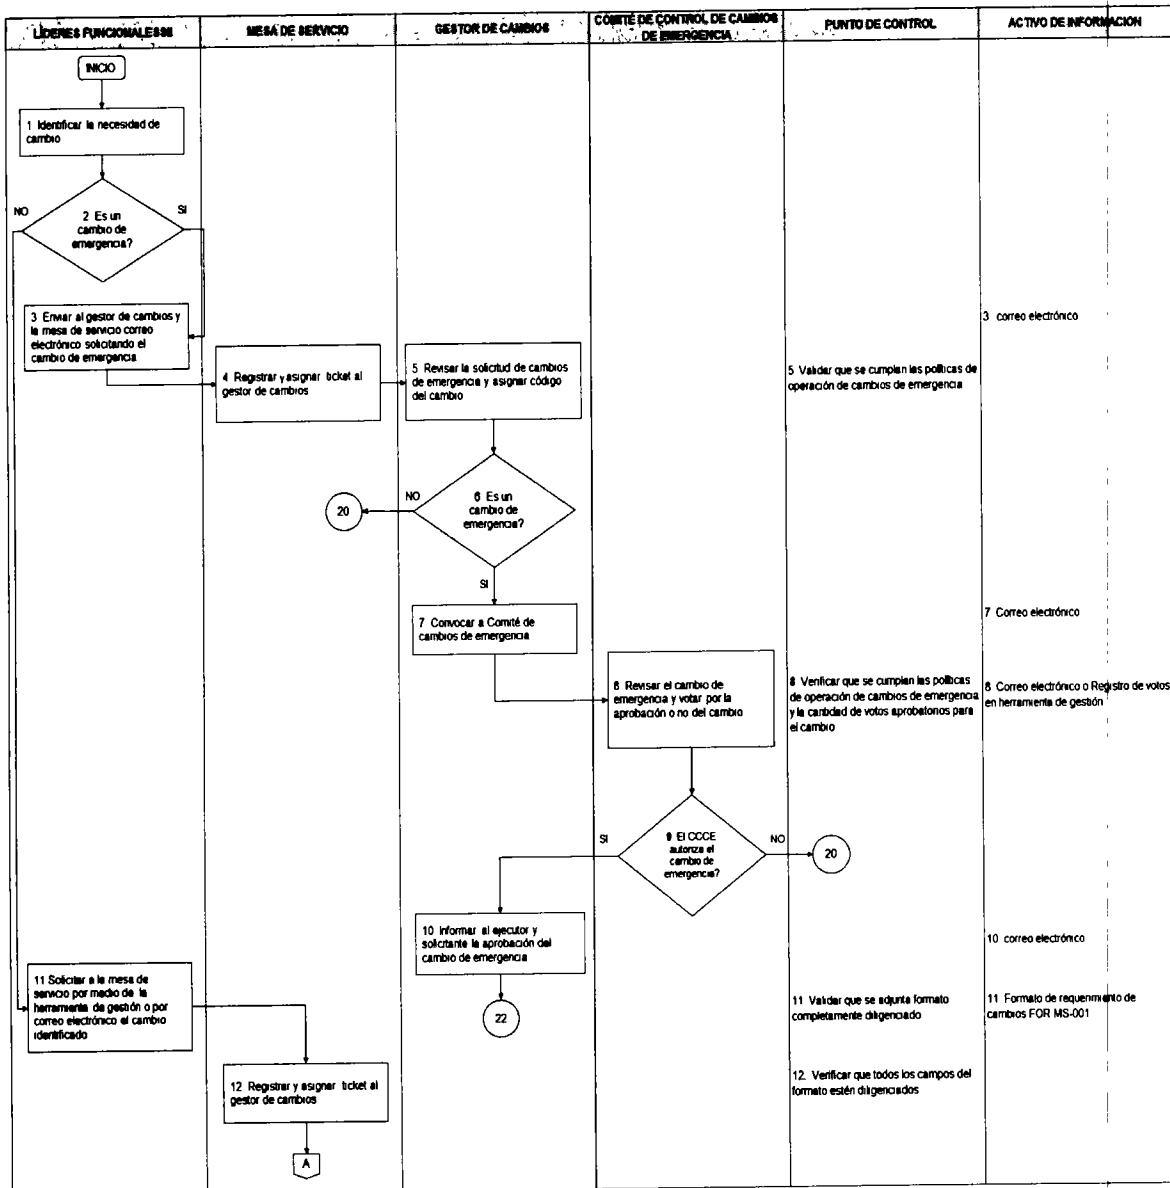 LÍDERES FUNCIONALESSI
MESA DE SERVICIO
GESTOR DE CAMBIOS
COMITÉ DE CONTROL DE CAMBIOS
DE EMERGENCIA
PUNTO DE CONTROL
ACTIVO DE INFORMACION
INICIO
1 Identificar la necesidad de
cambio
NO
SI
2 Es un
cambio de
emergencia?
3 Enviar al gestor de cambios y
la mesa de servicio correo
electrónico solicitando el
cambio de emergencia
3 correo electrónico
4 Registrar y asignar ticket al
gestor de cambios
5 Revisar la solicitud de cambios
de emergencia y asignar código
del cambio
5 Validar que se cumplan las políticas de
operación de cambios de emergencia
20
NO
6 Es un
cambio de
emergencia?
SI
7 Convocar a Comité de
cambios de emergencia
7 Correo electrónico
8 Revisar el cambio de
emergencia y votar por la
aprobación o no del cambio
8 Verificar que se cumplan las políticas
de operación de cambios de emergencia
y la cantidad de votos aprobatorios para
el cambio
8 Correo electrónico o Registro de votos
en herramienta de gestión
SI
9 El CCCE
autoriza el
cambio de
emergencia?
NO
20
10 Informar al ejecutor y
solicitante la aprobación del
cambio de emergencia
10 correo electrónico
22
11 Solicitar a la mesa de
servicio por medio de la
herramienta de gestión o por
correo electrónico el cambio
identificado
11 Validar que se adjunta formato
completamente diligenciado
11 Formato de requerimiento de
cambios FOR MS-001
12 Registrar y asignar ticket al
gestor de cambios
12. Verificar que todos los campos del
formato estén diligenciados
A